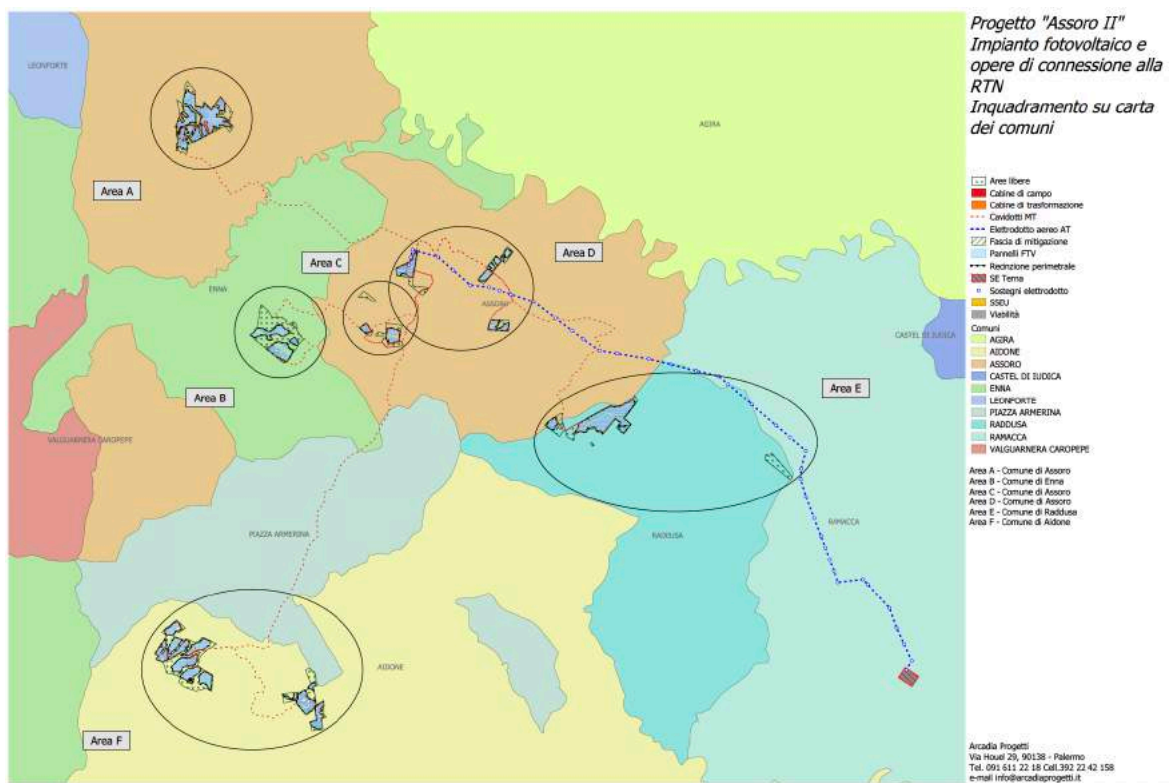 Progetto "Assoro II"
Impianto fotovoltaico e
opere di connessione alla
RTN
Inquadramento su carta
dei comuni
LEONFORTE
AGIRA
Area A
Area D
Area C
ENNA
ASSORO
CASTEL DI IUDICA
Area B
Area E
VALGUARNERA CAROPEPE
RAMACCA
PIAZZA ARMERINA
RADDUSA
AIDONE
Area F
Aree libere
Cabine di campo
Cabine di trasformazione
Cavidotti MT
Elettrodotto aereo AT
Fascia di mitigazione
Pannelli FTV
Recinzione perimetrale
SE Terna
Sostegni elettrodotto
SSEU
Viabilità
Comuni
AGIRA
AIDONE
ASSORO
CASTEL DI IUDICA
ENNA
LEONFORTE
PIAZZA ARMERINA
RADDUSA
RAMACCA
VALGUARNERA CAROPEPE
Area A - Comune di Assoro
Area B - Comune di Enna
Area C - Comune di Assoro
Area D - Comune di Assoro
Area E - Comune di Raddusa
Area F - Comune di Aidone
Arcadia Progetti
Via Houel 29, 90138 - Palermo
Tel. 091 611 22 18 Cell.392 22 42 158
e-mail info@arcadiaprogetti.it